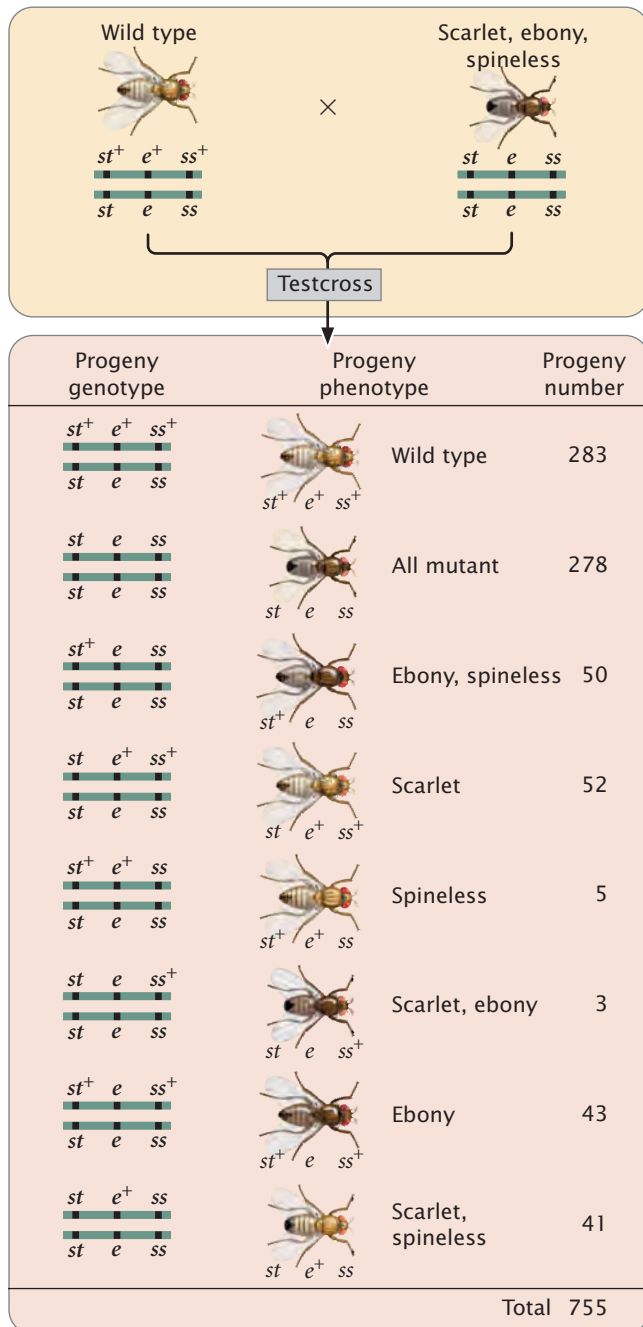 Wild type
Scarlet, ebony,
spineless
×
st+ e+ ss+
st e ss
st e ss
st e ss
Testcross
Progeny genotype
Progeny phenotype
Progeny number
st+ e+ ss+
st e ss
st+ e+ ss+
Wild type 283
st e ss
st e ss
st e ss
All mutant 278
st+ e ss
st e ss
st+ e ss
Ebony, spineless 50
st e+ ss+
st e ss
st e+ ss+
Scarlet 52
st+ e+ ss
st e ss
st+ e+ ss
Spineless 5
st e ss+
st e ss
st e ss+
Scarlet, ebony 3
st+ e ss+
st e ss
st+ e ss+
Ebony 43
st e+ ss
st e ss
st e+ ss
Scarlet,
spineless 41
Total 755